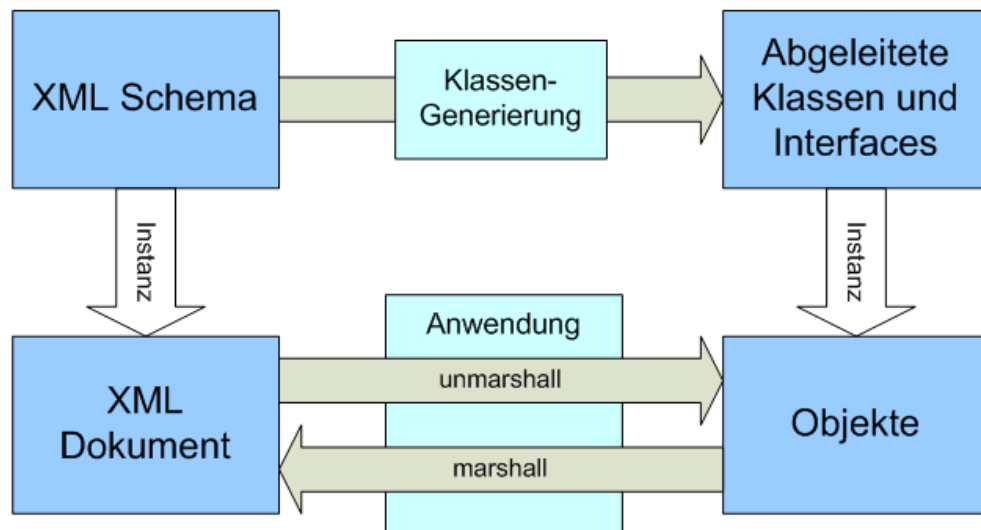 XML Schema
Klassen-
Generierung
Abgeleitete
Klassen und
Interfaces
Instanz
Instanz
Anwendung
unmarshall
XML
Dokument
Objekte
marshall